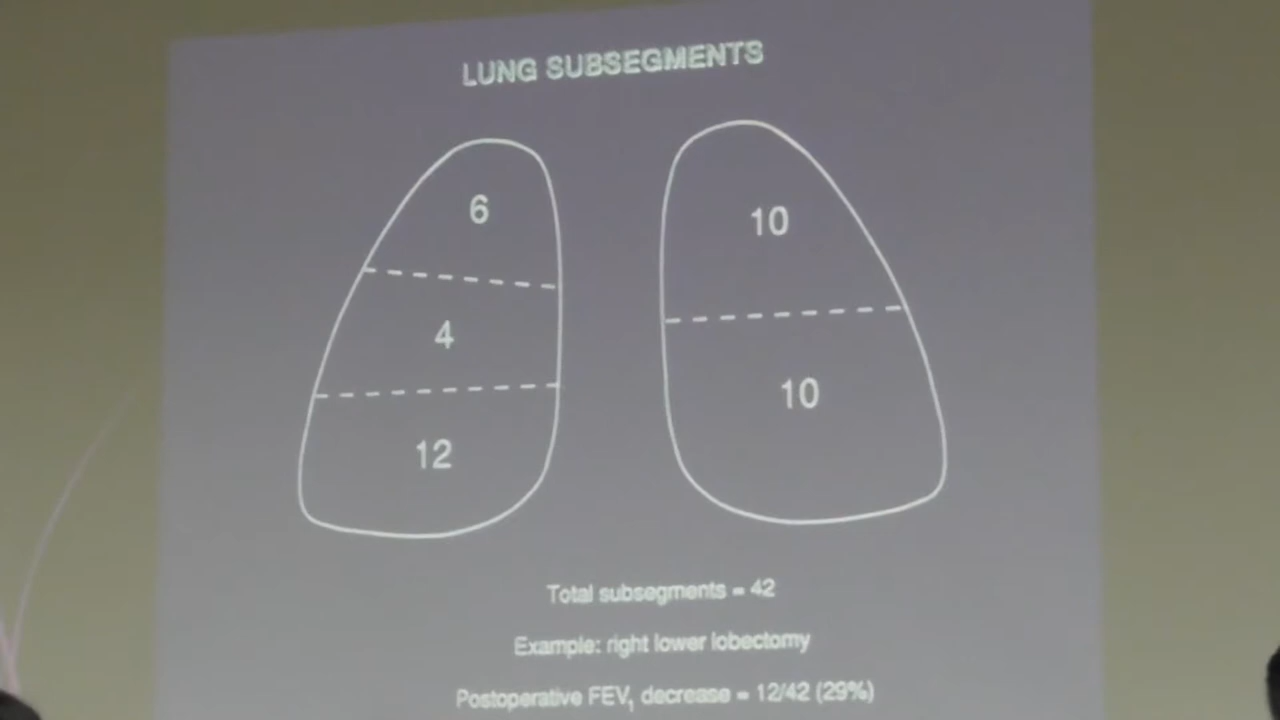 LUNG SUBSEGMENTS
6
10
4
10
12
Total subsegments = 42
Example: right lower lobectomy
Postoperative FEV₁ decrease = 12/42 (29%)